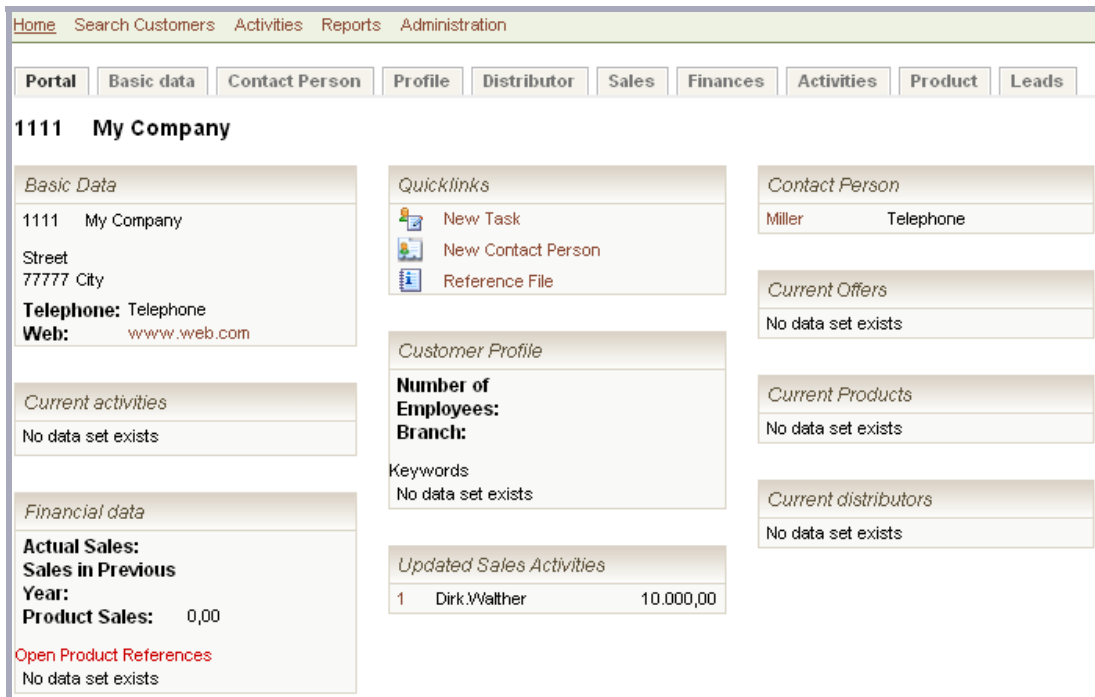 Home Search Customers Activities Reports Administration
Portal Basic data Contact Person Profile Distributor Sales Finances Activities Product Leads
1111 My Company
Basic Data
1111 My Company
Street
77777 City
Telephone: Telephone
Web: wwww.web.com
Current activities
No data set exists
Financial data
Actual Sales:
Sales in Previous
Year:
Product Sales: 0,00
Open Product References
No data set exists
Quicklinks
New Task
New Contact Person
Reference File
Customer Profile
Number of
Employees:
Branch:
Keywords
No data set exists
Updated Sales Activities
1 Dirk.Walther 10.000,00
Contact Person
Miller Telephone
Current Offers
No data set exists
Current Products
No data set exists
Current distributors
No data set exists